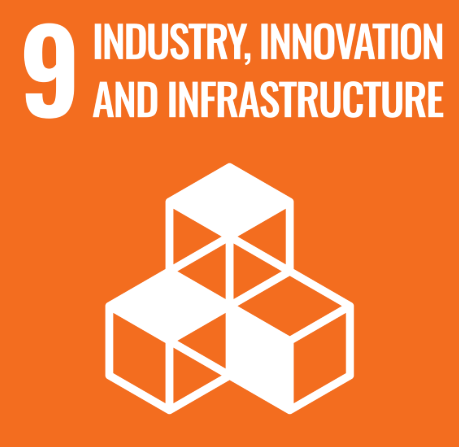 9 INDUSTRY, INNOVATION
AND INFRASTRUCTURE